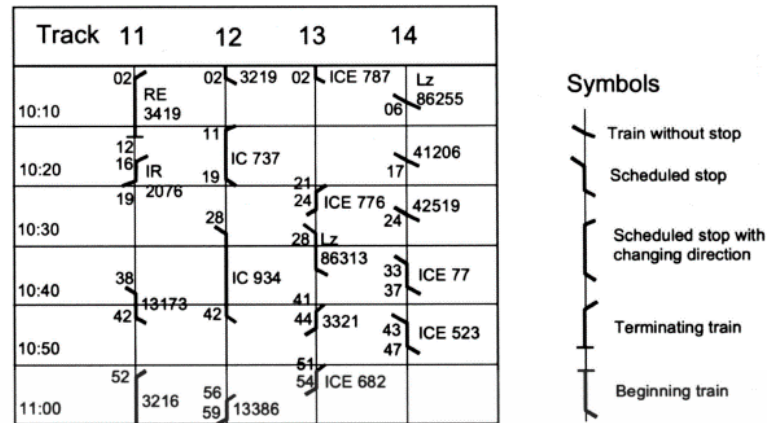 Track 11 12 13 14
02 02 3219 02 ICE 787 Lz
RE 86255
3419 06
10:10
12 11
16 IR IC 737 41206
10:20 19 17
19 2076 21
24 ICE 776 42519
28 24
10:30 28 Lz
86313
38 IC 934 33 ICE 77
10:40 37
13173 41
42 42 44 3321 43 ICE 523
10:50 47
52 51
54 ICE 682
3216 56
11:00 59 13386
Symbols
Train without stop
Scheduled stop
Scheduled stop with
changing direction
Terminating train
Beginning train